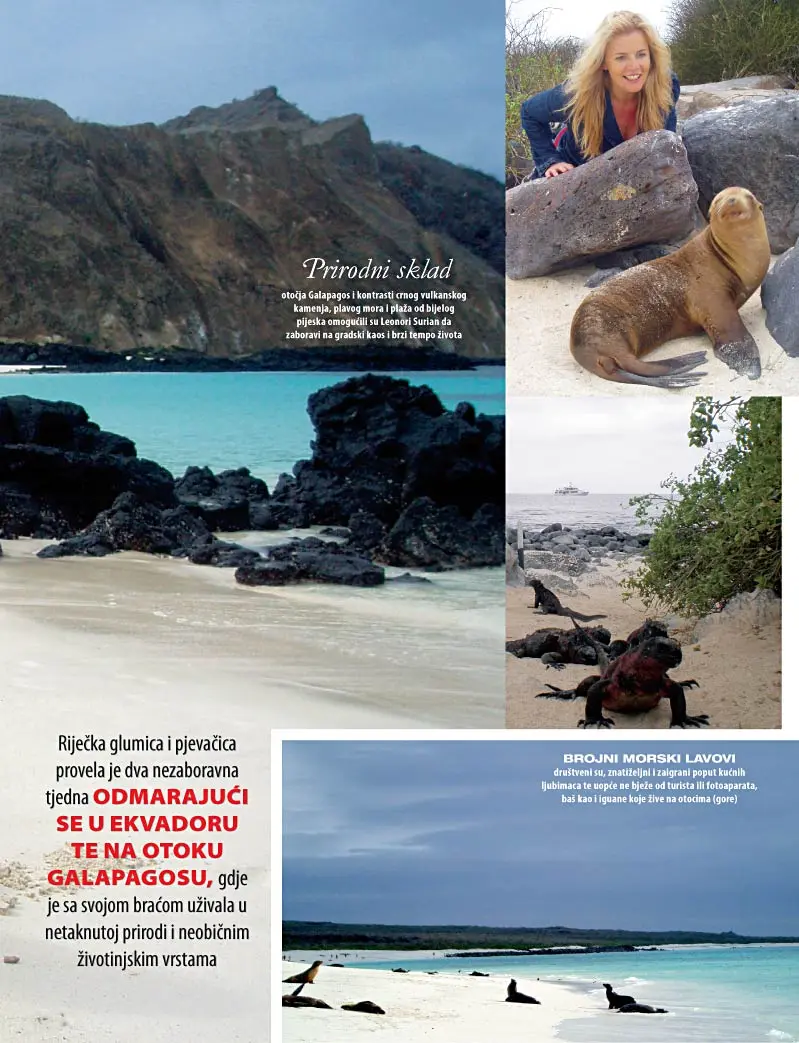 Prirodni sklad
otočja Galapagos i kontrasti crnog vulkanskog
kamenja, plavog mora i plaža od bijelog
pijeska omogućili su Leonori Surian da
zaboravi na gradski kaos i brzi tempo života
Riječka glumica i pjevačica
provela je dva nezaboravna
tjedna ODMARAJUĆI
SE U EKVADORU
TE NA OTOKU
GALAPAGOSU, gdje
je sa svojom braćom uživala u
netaknutoj prirodi i neobičnim
životinjskim vrstama
BROJNI MORSKI LAVOVI
društveni su, znatiželjni i zaigrani poput kućnih
ljubimaca te uopće ne bježe od turista ili fotoaparata,
baš kao i iguane koje žive na otocima (gore)